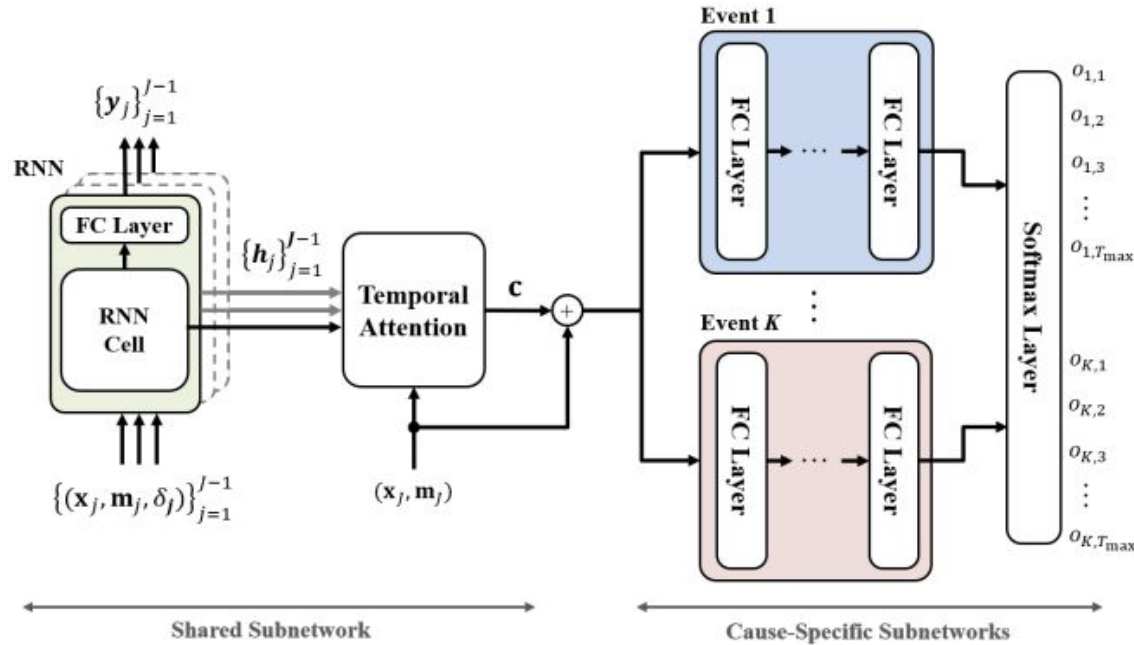 Event 1
{y_j}_{j=1}^{J-1}
RNN
FC Layer
RNN
Cell
{h_j}_{j=1}^{J-1}
Temporal
Attention
c
+
{(x_j, m_j, δ_j)}_{j=1}^{J-1}
(x_J, m_J)
FC Layer
...
FC Layer
⋮
Event K
FC Layer
...
FC Layer
Softmax Layer
o_{1,1}
o_{1,2}
o_{1,3}
⋮
o_{1,T_max}
o_{K,1}
o_{K,2}
o_{K,3}
⋮
o_{K,T_max}
Shared Subnetwork
Cause-Specific Subnetworks